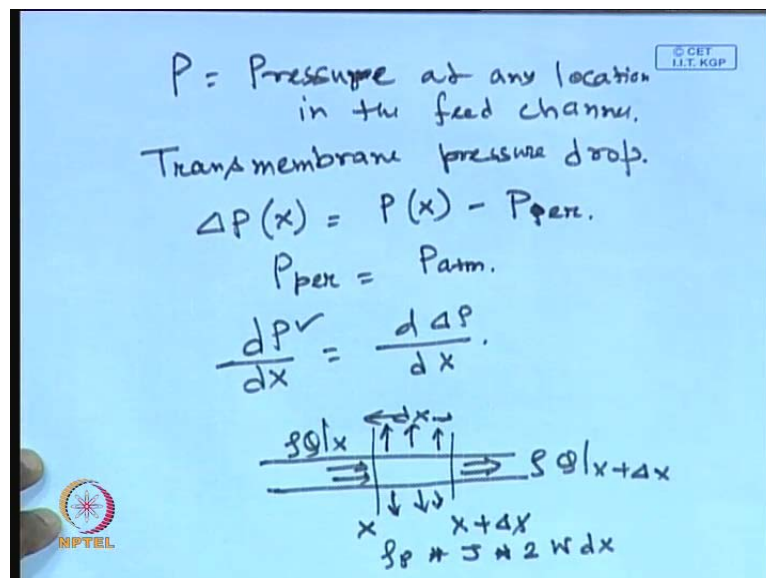 © CET
I.I.T. KGP
P = Pressure at any location
in the feed channel.
Transmembrane pressure drop.
ΔP(x) = P(x) - Pper.
Pper = Patm.
dP/dx = dΔP/dx.
dx
ρQ|x ρQ|x+Δx
x x+Δx
ρp * J * 2 W dx
NPTEL